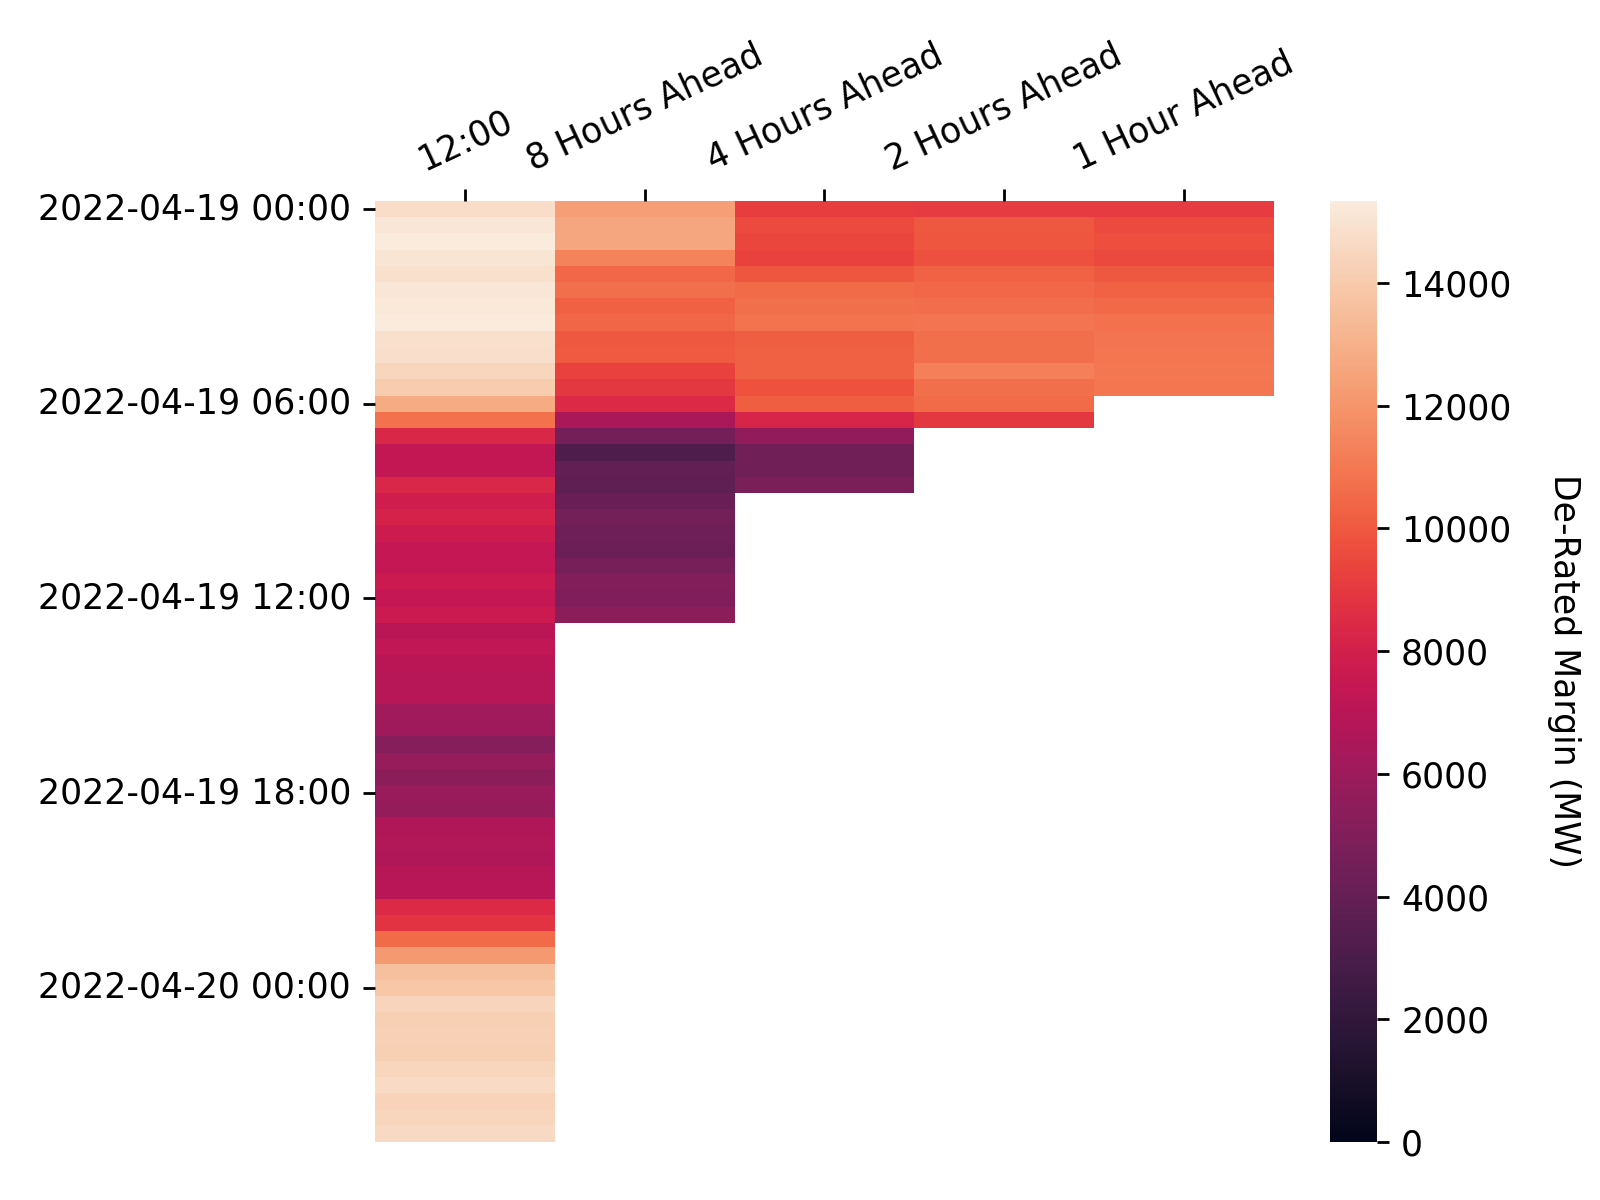 12:00
8 Hours Ahead
4 Hours Ahead
2 Hours Ahead
1 Hour Ahead
2022-04-19 00:00
2022-04-19 06:00
2022-04-19 12:00
2022-04-19 18:00
2022-04-20 00:00
14000
12000
10000
8000
6000
4000
2000
0
De-Rated Margin (MW)